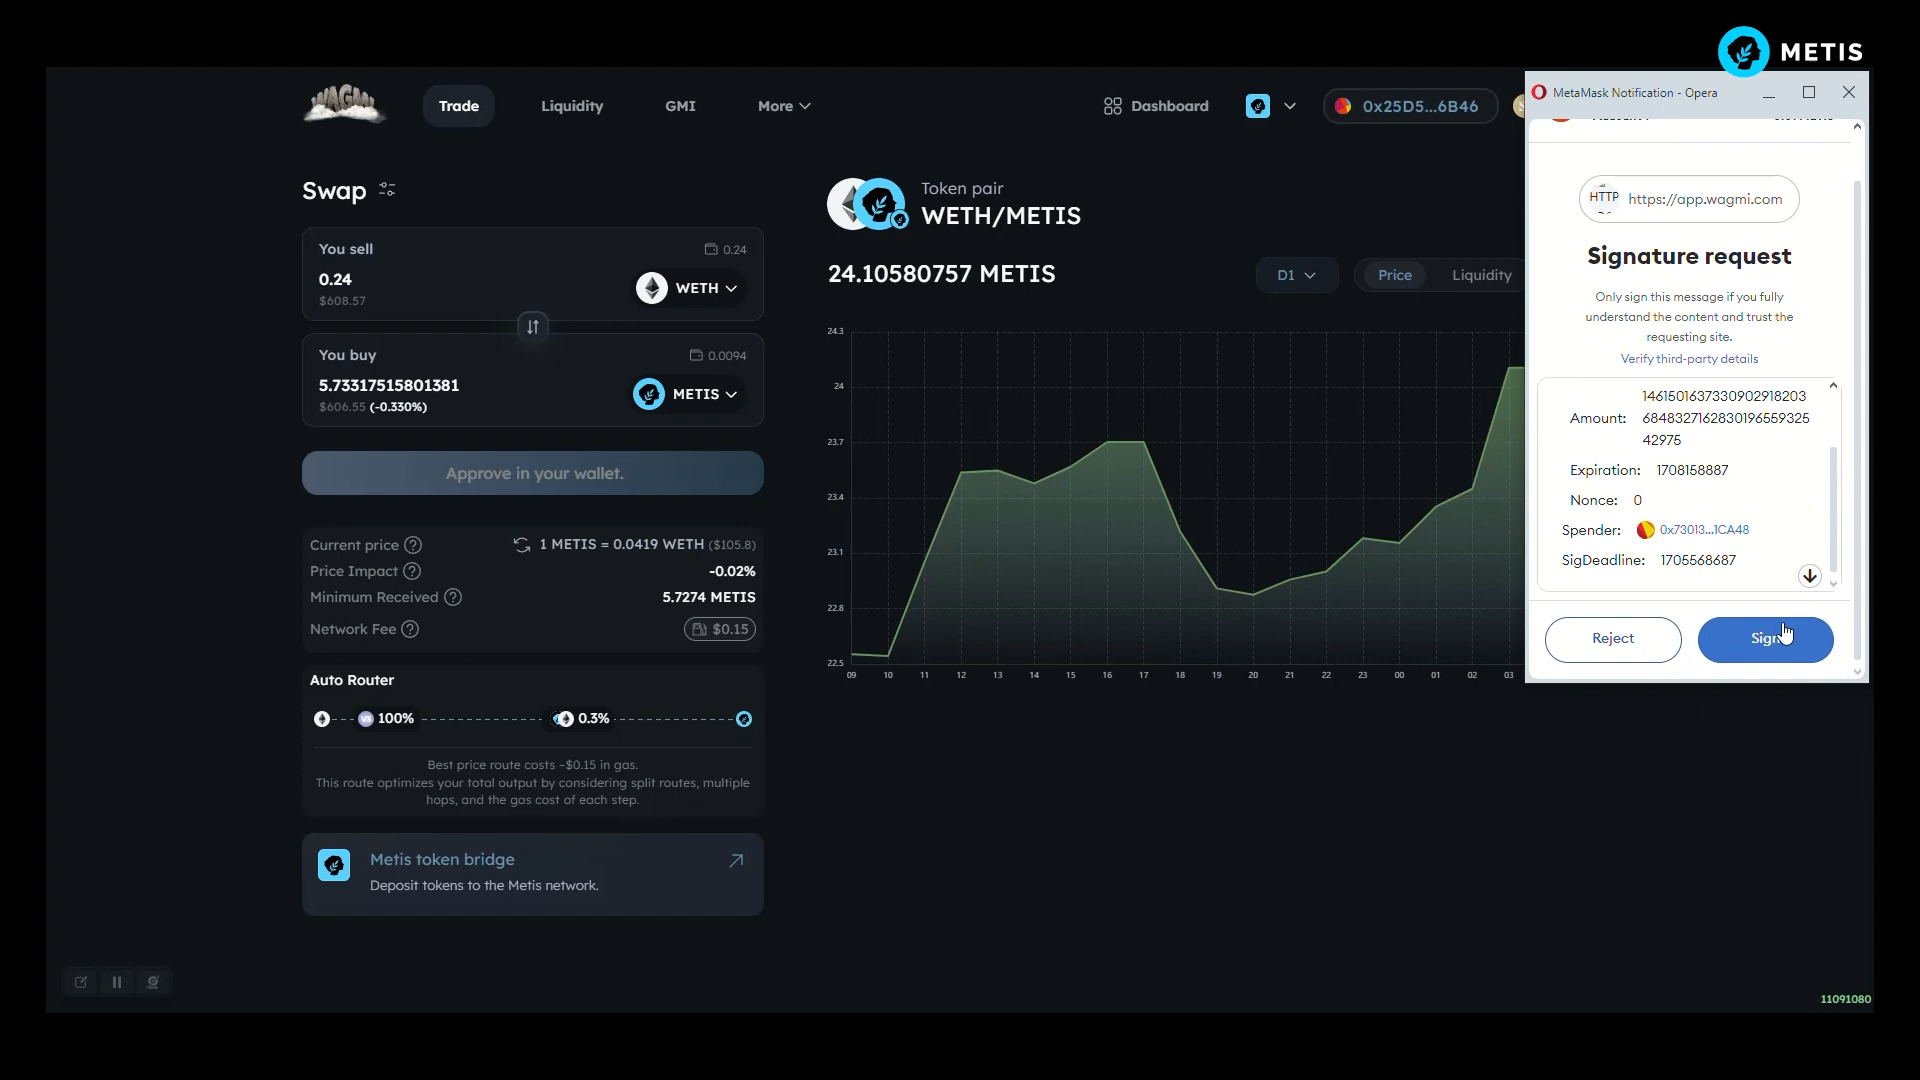 METIS
WAGMI
Trade
Liquidity
GMI
More
Dashboard
0x25D5...6B46
MetaMask Notification - Opera
HTTP
https://app.wagmi.com
Signature request
Only sign this message if you fully
understand the content and trust the
requesting site.
Verify third-party details
Amount:
1461501637330902918203
6848327162830196559325
42975
Expiration: 1708158887
Nonce: 0
Spender: 0x73013...1CA48
SigDeadline: 1705568687
Reject
Sign
Swap
You sell
0.24
0.24
$608.57
WETH
You buy
0.0094
5.73317515801381
$606.55 (-0.330%)
METIS
Approve in your wallet.
Current price
1 METIS = 0.0419 WETH ($105.8)
Price Impact
-0.02%
Minimum Received
5.7274 METIS
Network Fee
$0.15
Auto Router
V3 100%
0.3%
Best price route costs ~$0.15 in gas.
This route optimizes your total output by considering split routes, multiple
hops, and the gas cost of each step.
Metis token bridge
Deposit tokens to the Metis network.
Token pair
WETH/METIS
24.10580757 METIS
D1
Price
Liquidity
24.3
24
23.7
23.4
23.1
22.8
22.5
09 10 11 12 13 14 15 16 17 18 19 20 21 22 23 00 01 02 03
11091080